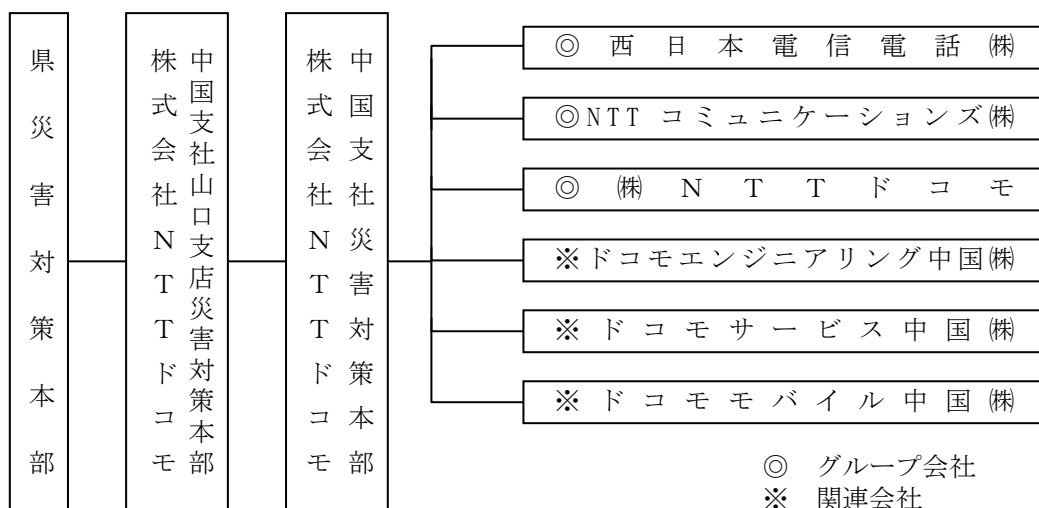 県災害対策本部
株式会社NTTドコモ
中国支社山口支店災害対策本部
株式会社NTTドコモ
中国支社災害対策本部
◎西日本電信電話㈱
◎NTTコミュニケーションズ㈱
◎㈱NTTドコモ
※ドコモエンジニアリング中国㈱
※ドコモサービス中国㈱
※ドコモモバイル中国㈱
◎ グループ会社
※ 関連会社